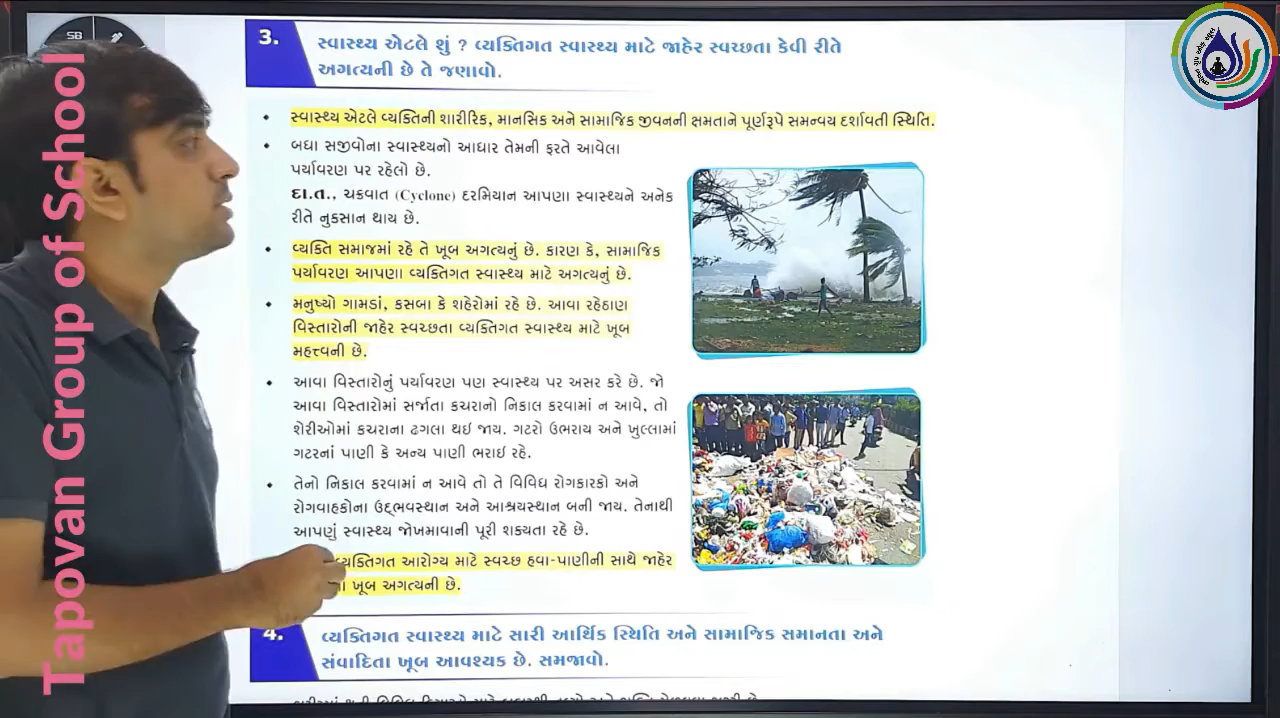 SB
3.
સ્વાસ્થ્ય એટલે શું ? વ્યક્તિગત સ્વાસ્થ્ય માટે જાહેર સ્વચ્છતા કેવી રીતે
અગત્યની છે તે જણાવો.
• સ્વાસ્થ્ય એટલે વ્યક્તિની શારીરિક, માનસિક અને સામાજિક જીવનની ક્ષમતાને પૂર્ણરૂપે સમન્વય દર્શાવતી સ્થિતિ.
• બધા સજીવોના સ્વાસ્થ્યનો આધાર તેમની ફરતે આવેલા
પર્યાવરણ પર રહેલો છે.
દા.ત., ચક્રવાત (Cyclone) દરમિયાન આપણા સ્વાસ્થ્યને અનેક
રીતે નુકસાન થાય છે.
• વ્યક્તિ સમાજમાં રહે તે ખૂબ અગત્યનું છે. કારણ કે, સામાજિક
પર્યાવરણ આપણા વ્યક્તિગત સ્વાસ્થ્ય માટે અગત્યનું છે.
• મનુષ્યો ગામડાં, કસબા કે શહેરોમાં રહે છે. આવા રહેઠાણ
વિસ્તારોની જાહેર સ્વચ્છતા વ્યક્તિગત સ્વાસ્થ્ય માટે ખૂબ
મહત્ત્વની છે.
• આવા વિસ્તારોનું પર્યાવરણ પણ સ્વાસ્થ્ય પર અસર કરે છે. જો
આવા વિસ્તારોમાં સર્જાતા કચરાનો નિકાલ કરવામાં ન આવે, તો
શેરીઓમાં કચરાના ઢગલા થઈ જાય. ગટરો ઉભરાય અને ખુલ્લામાં
ગટરનાં પાણી કે અન્ય પાણી ભરાઈ રહે.
• તેનો નિકાલ કરવામાં ન આવે તો તે વિવિધ રોગકારકો અને
રોગવાહકોના ઉદ્દ્ભવસ્થાન અને આશ્રયસ્થાન બની જાય. તેનાથી
આપણું સ્વાસ્થ્ય જોખમાવાની પૂરી શક્યતા રહે છે.
વ્યક્તિગત આરોગ્ય માટે સ્વચ્છ હવા-પાણીની સાથે જાહેર
ખૂબ અગત્યની છે.
4.
વ્યક્તિગત સ્વાસ્થ્ય માટે સારી આર્થિક સ્થિતિ અને સામાજિક સમાનતા અને
સંવાદિતા ખૂબ આવશ્યક છે. સમજાવો.
Tapovan Group of School